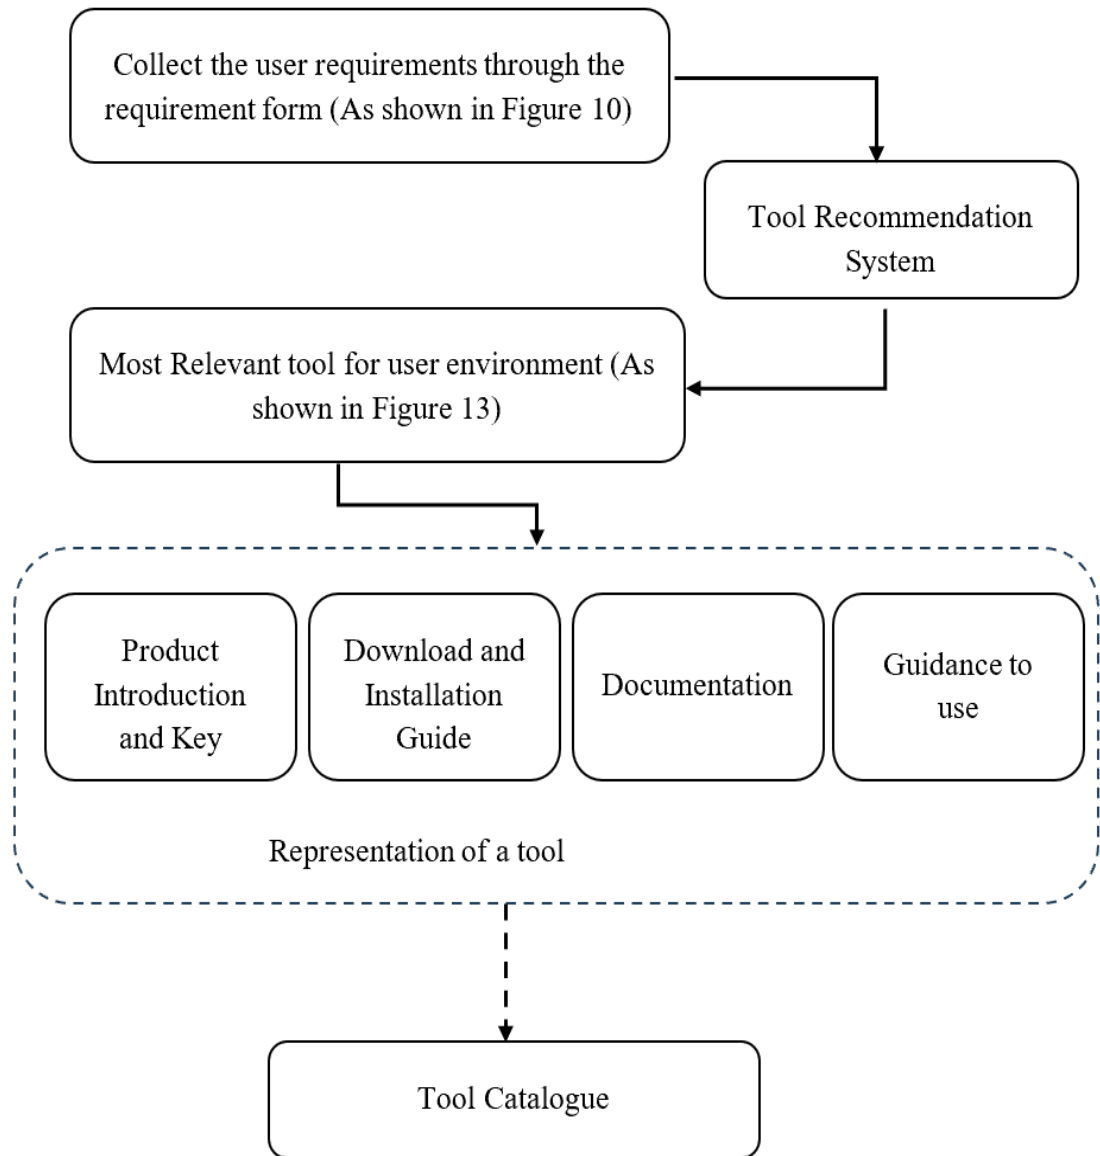 Collect the user requirements through the
requirement form (As shown in Figure 10)
Tool Recommendation
System
Most Relevant tool for user environment (As
shown in Figure 13)
Product
Introduction
and Key
Download and
Installation
Guide
Documentation
Guidance to
use
Representation of a tool
Tool Catalogue